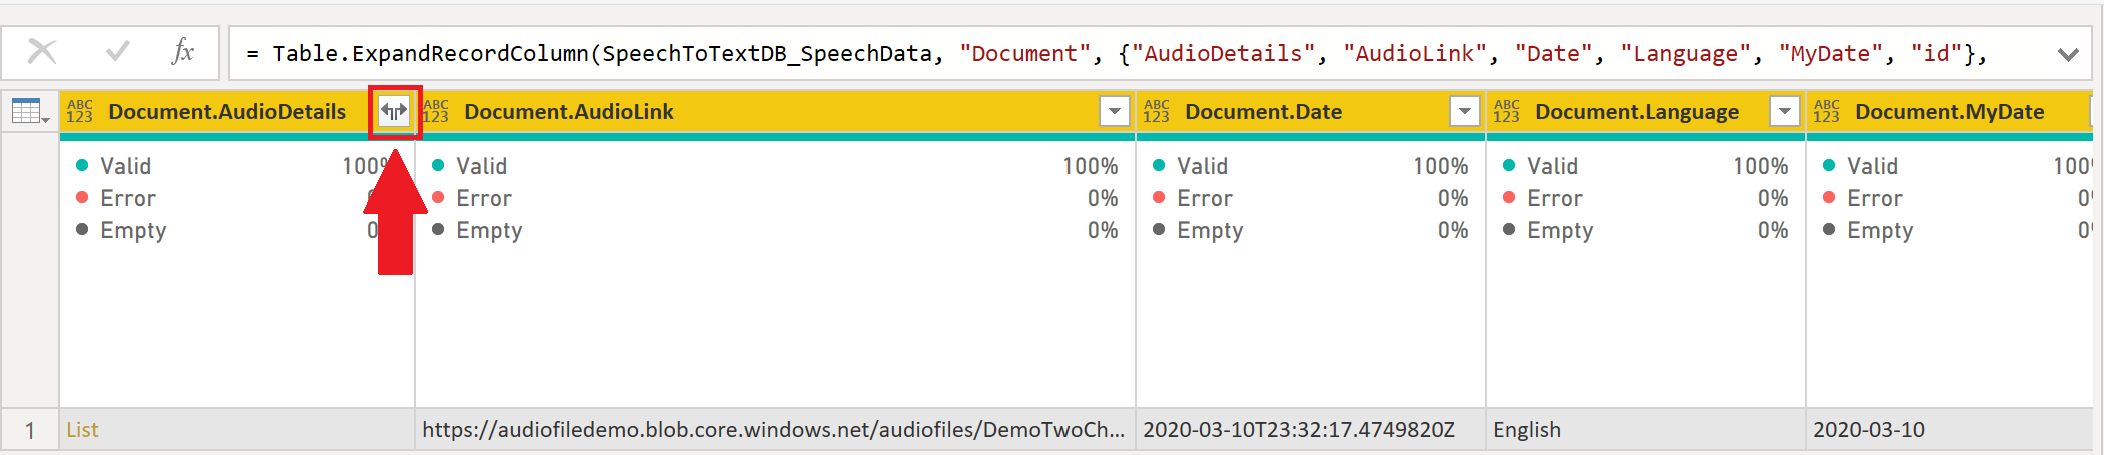 fx
= Table.ExpandRecordColumn(SpeechToTextDB_SpeechData, "Document", {"AudioDetails", "AudioLink", "Date", "Language", "MyDate", "id"},
ABC 123 Document.AudioDetails ABC 123 Document.AudioLink ABC 123 Document.Date ABC 123 Document.Language ABC 123 Document.MyDate
Valid 100% Valid 100% Valid 100% Valid 100% Valid 100%
Error Error 0% Error 0% Error 0% Error 0%
Empty 0% Empty 0% Empty 0% Empty 0% Empty 0%
1 List https://audiofiledemo.blob.core.windows.net/audiofiles/DemoTwoCh... 2020-03-10T23:32:17.4749820Z English 2020-03-10